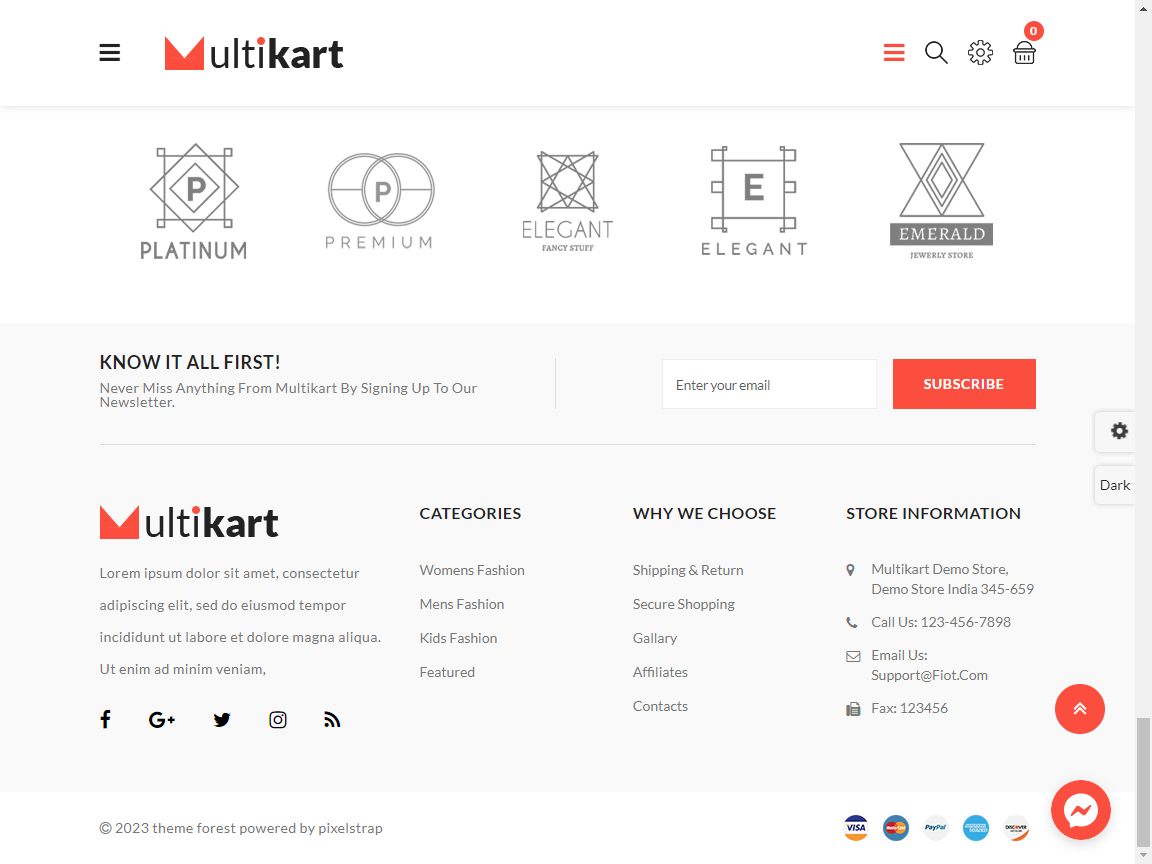 ultikart
0
P
PLATINUM
P
PREMIUM
ELEGANT
FANCY STUFF
E
ELEGANT
EMERALD
JEWERLY STORE
KNOW IT ALL FIRST!
Never Miss Anything From Multikart By Signing Up To Our
Newsletter.
Enter your email
SUBSCRIBE
Dark
ultikart
Lorem ipsum dolor sit amet, consectetur
adipiscing elit, sed do eiusmod tempor
incididunt ut labore et dolore magna aliqua.
Ut enim ad minim veniam,
CATEGORIES
Womens Fashion
Mens Fashion
Kids Fashion
Featured
WHY WE CHOOSE
Shipping & Return
Secure Shopping
Gallary
Affiliates
Contacts
STORE INFORMATION
Multikart Demo Store,
Demo Store India 345-659
Call Us: 123-456-7898
Email Us:
Support@Fiot.Com
Fax: 123456
© 2023 theme forest powered by pixelstrap
VISA
MasterCard
PayPal
DISCOVER